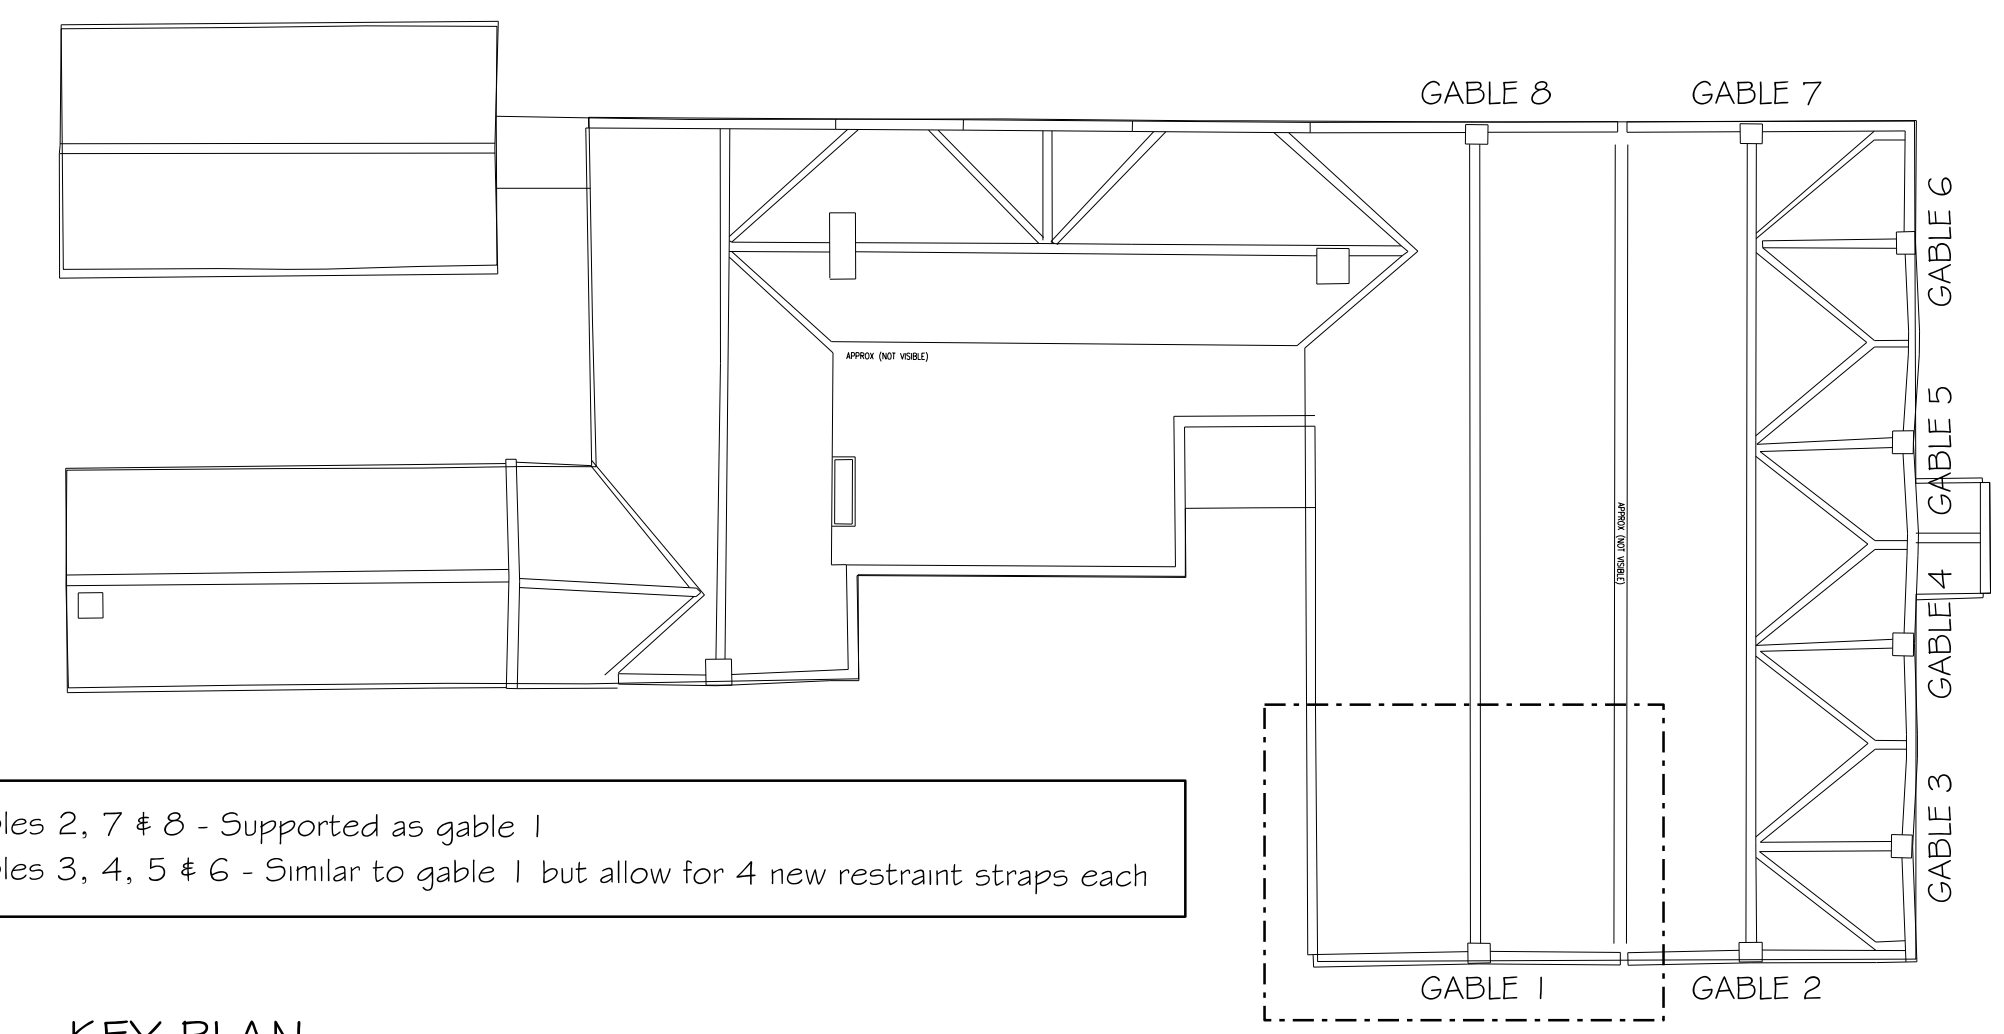 GABLE 8
GABLE 7
GABLE 6
APPROX (NOT VISIBLE)
GABLE 5
APPROX (NOT VISIBLE)
GABLE 4
GABLE 3
les 2, 7 & 8 - Supported as gable 1
les 3, 4, 5 & 6 - Similar to gable 1 but allow for 4 new restraint straps each
GABLE 1
GABLE 2
KEY PLAN